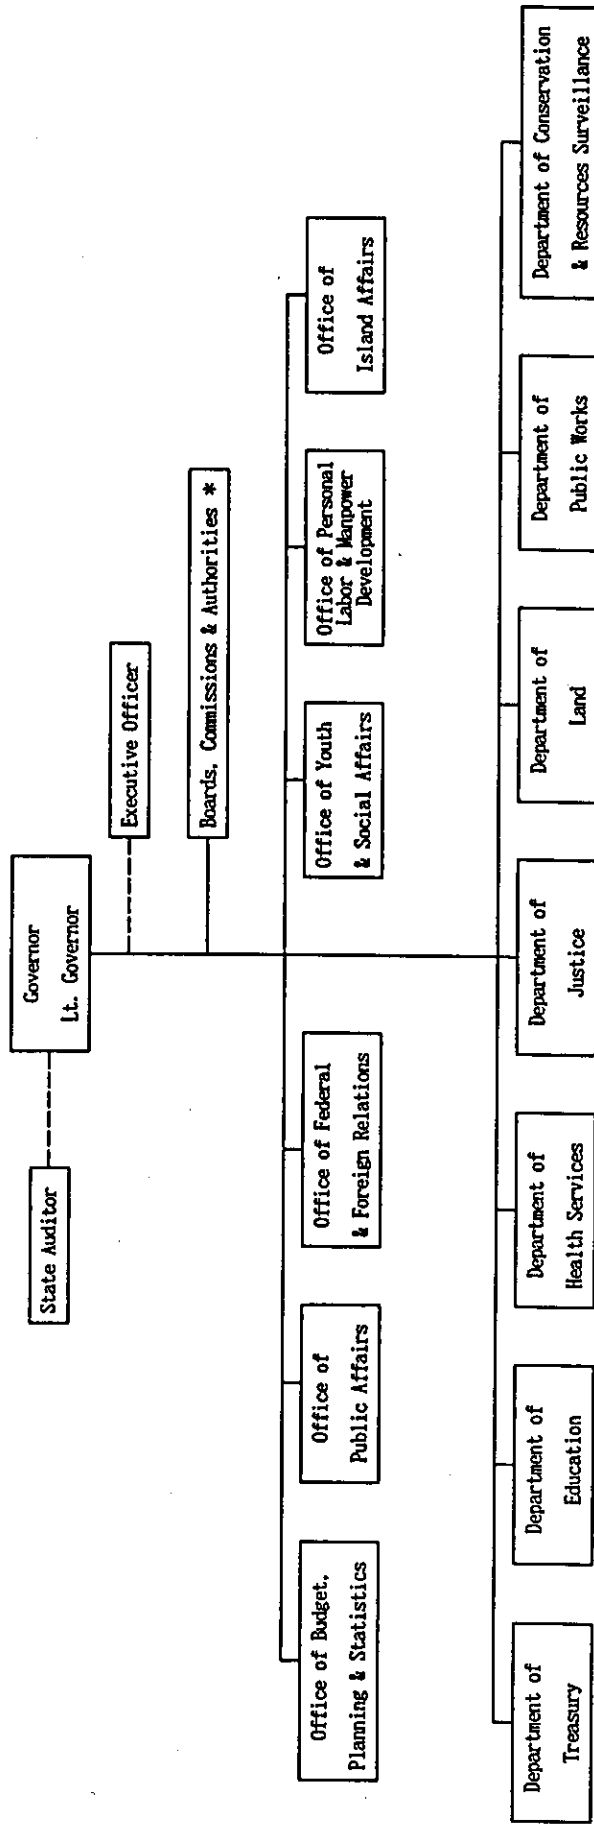 Governor
Lt. Governor
State Auditor
Executive Officer
Boards, Commissions & Authorities *
Office of Budget,
Planning & Statistics
Office of
Public Affairs
Office of Federal
& Foreign Relations
Office of Youth
& Social Affairs
Office of Personal
Labor & Manpower
Development
Office of
Island Affairs
Department of
Treasury
Department of
Education
Department of
Health Services
Department of
Justice
Department of
Land
Department of
Public Works
Department of Conservation
& Resources Surveillance